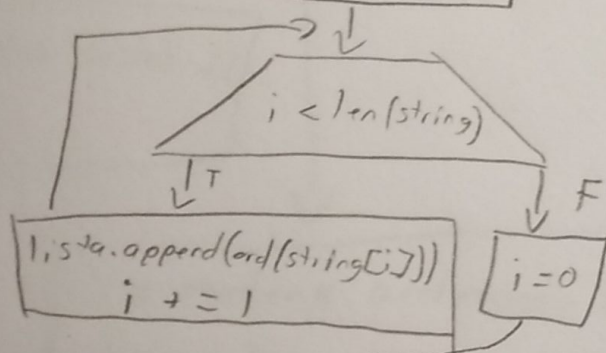 i < len(string)
T
F
lista.append(ord(string[i]))
i += 1
i = 0